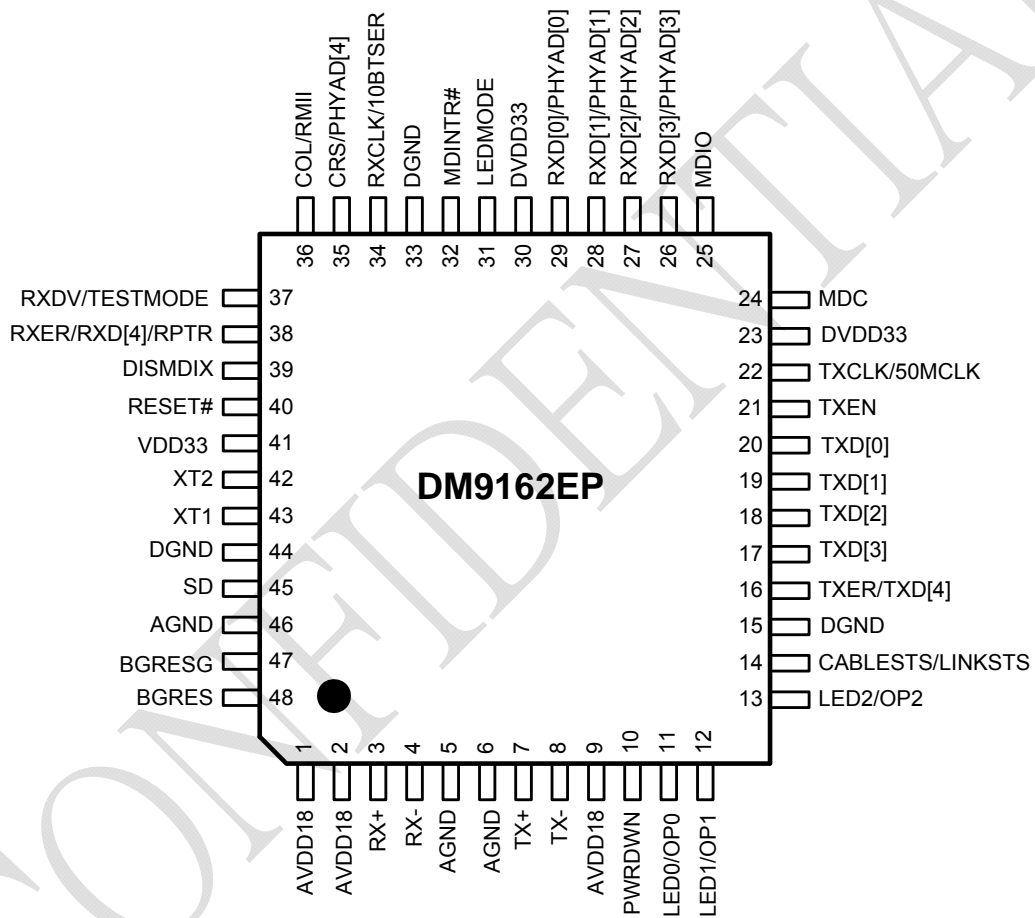 COL/RMII
CRS/PHYAD[4]
RXCLK/10BTSER
DGND
MDINTR#
LEDMODE
DVDD33
RXD[0]/PHYAD[0]
RXD[1]/PHYAD[1]
RXD[2]/PHYAD[2]
RXD[3]/PHYAD[3]
MDIO
36
35
34
33
32
31
30
29
28
27
26
25
RXDV/TESTMODE 37
RXER/RXD[4]/RPTR 38
DISMDIX 39
RESET# 40
VDD33 41
XT2 42
XT1 43
DGND 44
SD 45
AGND 46
BGRESG 47
BGRES 48
DM9162EP
24 MDC
23 DVDD33
22 TXCLK/50MCLK
21 TXEN
20 TXD[0]
19 TXD[1]
18 TXD[2]
17 TXD[3]
16 TXER/TXD[4]
15 DGND
14 CABLESTS/LINKSTS
13 LED2/OP2
1
2
3
4
5
6
7
8
9
10
11
12
AVDD18
AVDD18
RX+
RX-
AGND
AGND
TX+
TX-
AVDD18
PWRDWN
LED0/OP0
LED1/OP1
CONFIDENTIAL